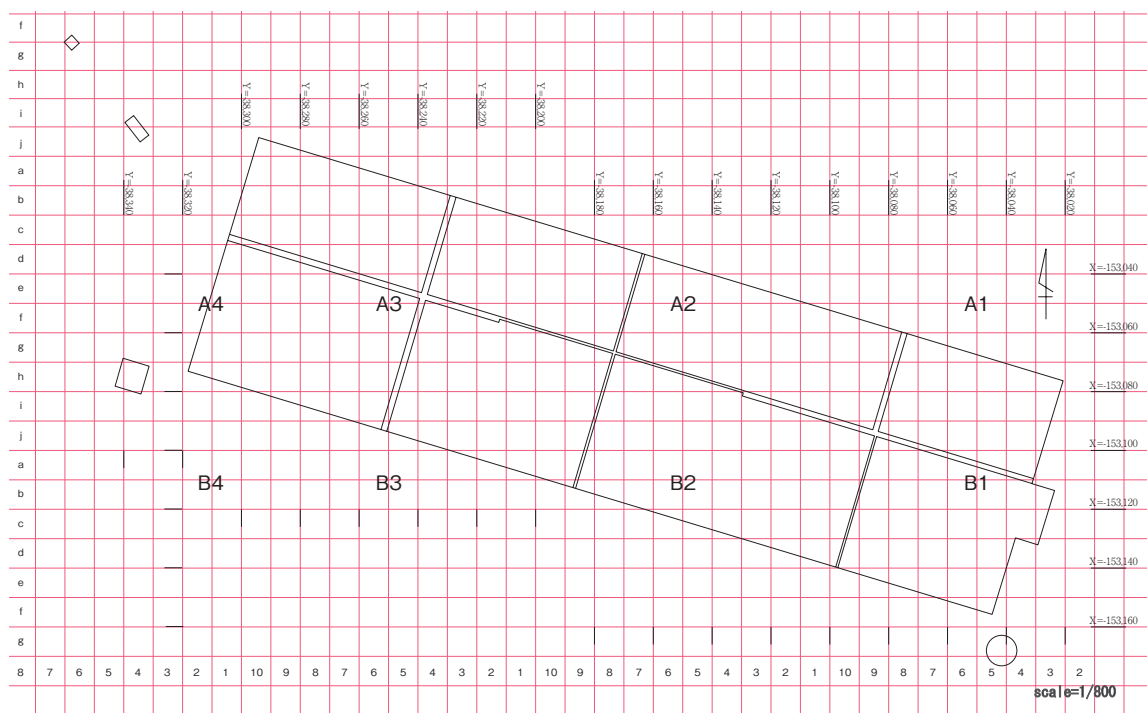 f
g
h
i
j
a
b
c
d
e
f
g
h
i
j
a
b
c
d
e
f
g
Y=-38,300
Y=-38,280
Y=-38,260
Y=-38,240
Y=-38,220
Y=-38,200
Y=-38,340
Y=-38,320
Y=-38,180
Y=-38,160
Y=-38,140
Y=-38,120
Y=-38,100
Y=-38,080
Y=-38,060
Y=-38,040
Y=-38,020
X=-153,040
A4 A3 A2 A1
X=-153,060
X=-153,080
X=-153,100
B4 B3 B2 B1
X=-153,120
X=-153,140
X=-153,160
8 7 6 5 4 3 2 1 10 9 8 7 6 5 4 3 2 1 10 9 8 7 6 5 4 3 2 1 10 9 8 7 6 5 4 3 2
scale=1/800